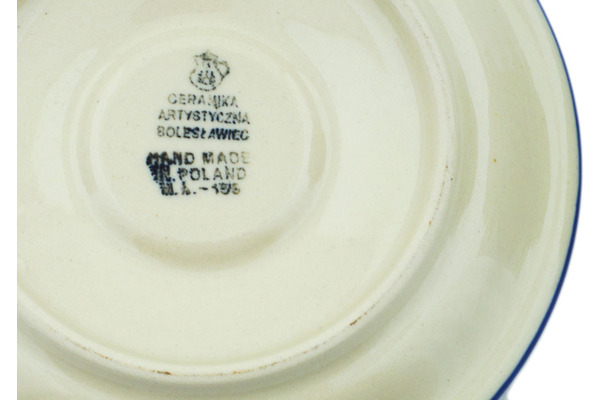 CERAMIKA
ARTYSTYCZNA
BOLESŁAWIEC
HAND MADE
IN POLAND